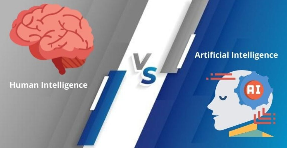 VS
Artificial Intelligence
Human Intelligence
AI